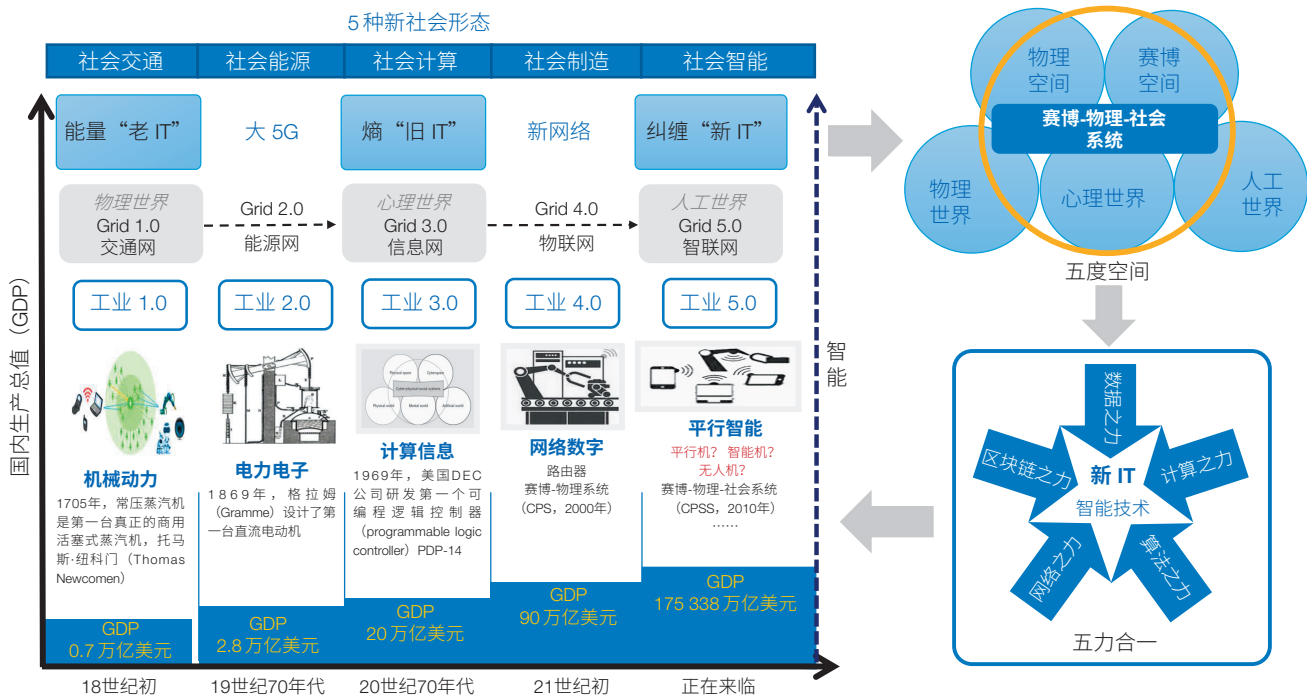 5种新社会形态
社会交通
社会能源
社会计算
社会制造
社会智能
能量“老 IT”
大 5G
熵“旧 IT”
新网络
纠缠“新 IT”
物理世界
Grid 1.0
交通网
Grid 2.0
能源网
心理世界
Grid 3.0
信息网
Grid 4.0
物联网
人工世界
Grid 5.0
智联网
工业 1.0
工业 2.0
工业 3.0
工业 4.0
工业 5.0
国内生产总值（GDP）
智能
Physical space
Cyberspace
Cyber-physical-social systems
Physical world
Mental world
Artificial world
机械动力
1705年，常压蒸汽机
是第一台真正的商用
活塞式蒸汽机，托马
斯·纽科门（Thomas
Newcomen）
电力电子
1869年，格拉姆
（Gramme）设计了第
一台直流电动机
计算信息
1969年，美国DEC
公司研发第一个可
编程逻辑控制器
（programmable logic
controller）PDP-14
网络数字
路由器
赛博-物理系统
（CPS，2000年）
平行智能
平行机？ 智能机？
无人机？
赛博-物理-社会系统
（CPSS，2010年）
……
GDP
0.7万亿美元
GDP
2.8万亿美元
GDP
20万亿美元
GDP
90万亿美元
GDP
175 338万亿美元
18世纪初
19世纪70年代
20世纪70年代
21世纪初
正在来临
物理
空间
赛博
空间
赛博-物理-社会
系统
物理
世界
心理世界
人工
世界
五度空间
数据之力
区块链之力
计算之力
新 IT
智能技术
网络之力
算法之力
五力合一